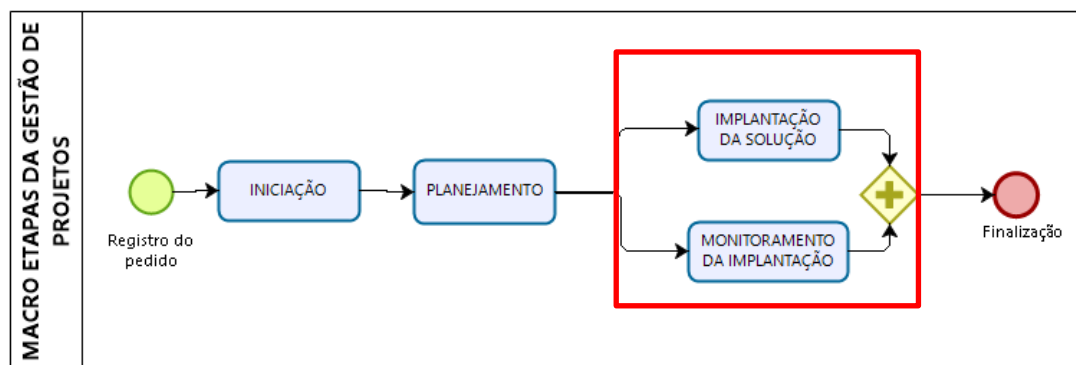 MACRO ETAPAS DA GESTÃO DE
PROJETOS
Registro do
pedido
INICIAÇÃO
PLANEJAMENTO
IMPLANTAÇÃO
DA SOLUÇÃO
MONITORAMENTO
DA IMPLANTAÇÃO
Finalização